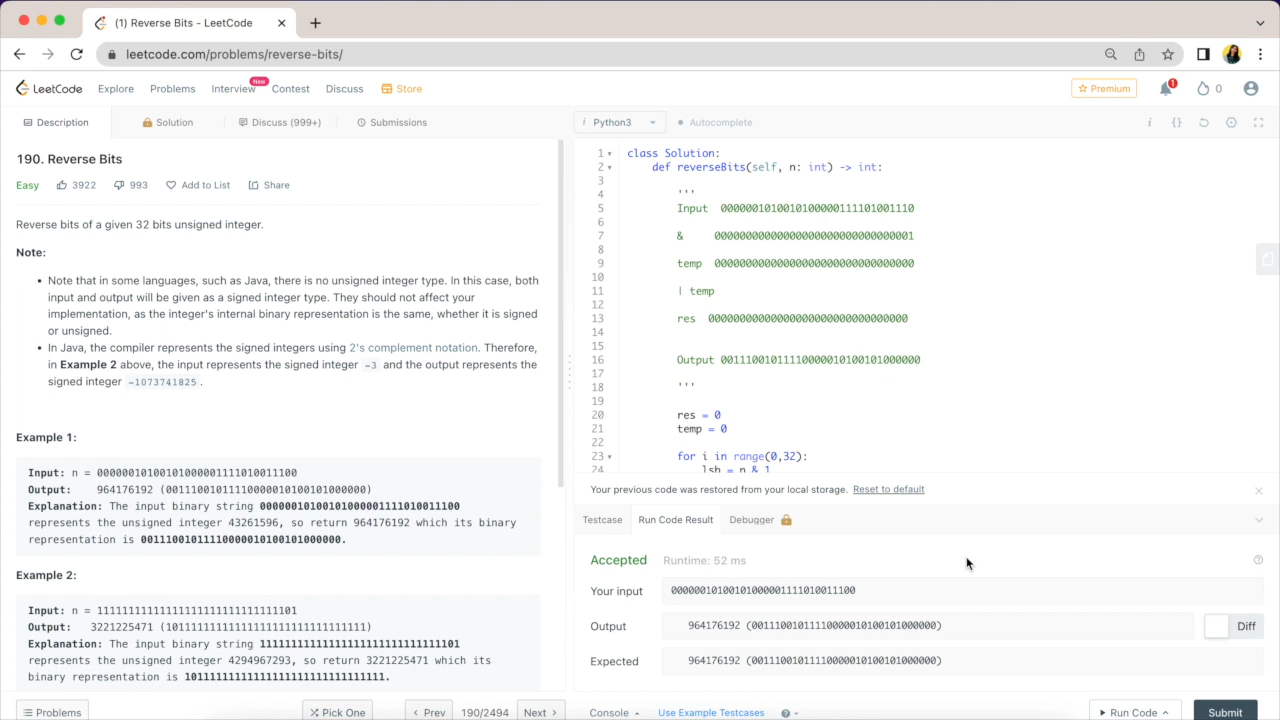 (1) Reverse Bits - LeetCode
leetcode.com/problems/reverse-bits/
LeetCode Explore Problems Interview New Contest Discuss Store Premium 1 0
Description Solution Discuss (999+) Submissions
190. Reverse Bits
Easy 3922 993 Add to List Share
Reverse bits of a given 32 bits unsigned integer.
Note:
• Note that in some languages, such as Java, there is no unsigned integer type. In this case, both
input and output will be given as a signed integer type. They should not affect your
implementation, as the integer's internal binary representation is the same, whether it is signed
or unsigned.
• In Java, the compiler represents the signed integers using 2's complement notation. Therefore,
in Example 2 above, the input represents the signed integer -3 and the output represents the
signed integer -1073741825.
Example 1:
Input: n = 00000010100101000001111010011100
Output: 964176192 (00111001011110000010100101000000)
Explanation: The input binary string 00000010100101000001111010011100
represents the unsigned integer 43261596, so return 964176192 which its binary
representation is 00111001011110000010100101000000.
Example 2:
Input: n = 11111111111111111111111111111101
Output: 3221225471 (10111111111111111111111111111111)
Explanation: The input binary string 11111111111111111111111111111101
represents the unsigned integer 4294967293, so return 3221225471 which its
binary representation is 10111111111111111111111111111111.
Problems Pick One Prev 190/2494 Next
i Python3 Autocomplete
1 class Solution:
2 def reverseBits(self, n: int) -> int:
3
4 '''
5 Input 0000001010010100000111101001110
6
7 & 00000000000000000000000000000001
8
9 temp 00000000000000000000000000000000
10
11 | temp
12
13 res 00000000000000000000000000000000
14
15
16 Output 00111001011110000010100101000000
17
18 '''
19
20 res = 0
21 temp = 0
22
23 for i in range(0,32):
24 lsb = n & 1
Your previous code was restored from your local storage. Reset to default
Testcase Run Code Result Debugger
Accepted Runtime: 52 ms
Your input 00000010100101000001111010011100
Output 964176192 (00111001011110000010100101000000) Diff
Expected 964176192 (00111001011110000010100101000000)
Console Use Example Testcases Run Code Submit